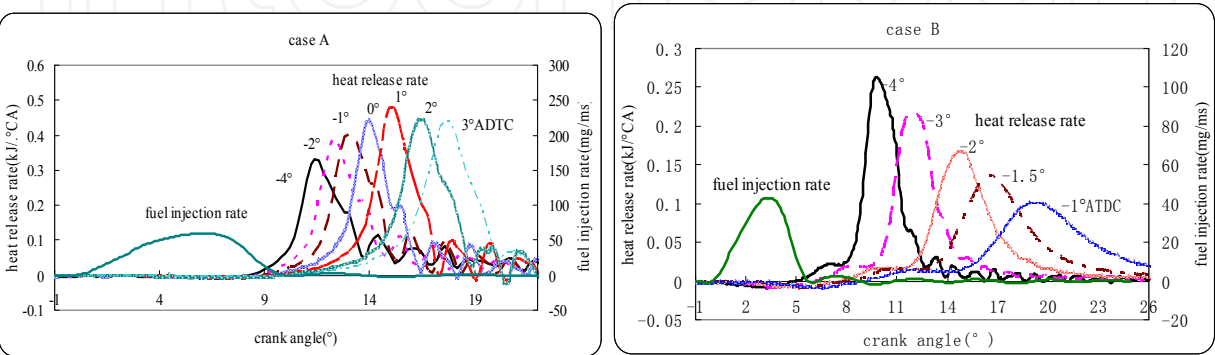 case A
heat release rate(kJ/.°CA)
fuel injection rate(mg/ms)
0.6
0.5
0.4
0.3
0.2
0.1
0
-0.1
300
250
200
150
100
50
0
-50
heat release rate
-4°
-2°
-1°
0°
1°
2°
3°ADTC
fuel injection rate
-1 4 9 14 19
crank angle(°)
case B
heat release rate(kJ/°CA)
fuel injection rate(mg/ms)
0.3
0.25
0.2
0.15
0.1
0.05
0
-0.05
120
100
80
60
40
20
0
-20
-4°
-3°
heat release rate
-2°
-1.5°
-1°ATDC
fuel injection rate
-1 2 5 8 11 14 17 20 23 26
crank angle(°)